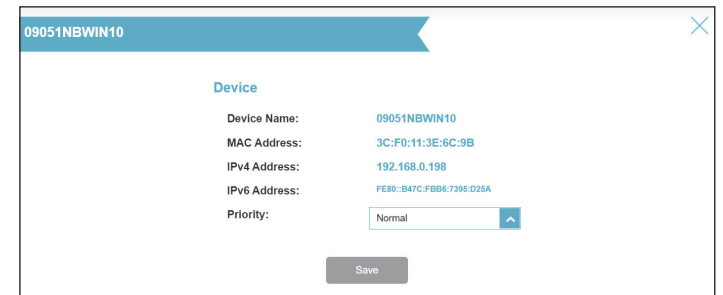 09051NBWIN10
Device
Device Name: 09051NBWIN10
MAC Address: 3C:F0:11:3E:6C:9B
IPv4 Address: 192.168.0.198
IPv6 Address: FE80::B47C:FBB6:7395:D25A
Priority: Normal
Save